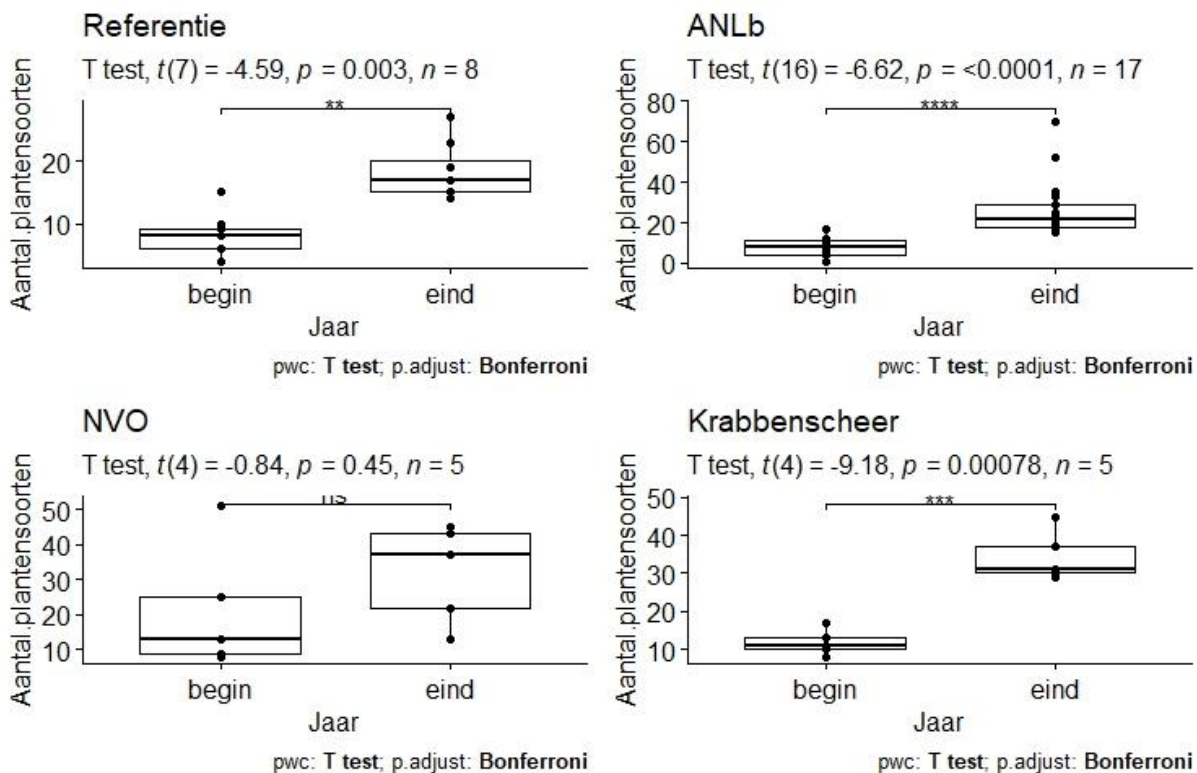 Referentie
T test, t(7) = -4.59, p = 0.003, n = 8
**
Aantal.plantensoorten
20
10
begin
eind
Jaar
pwc: T test; p.adjust: Bonferroni
ANLb
T test, t(16) = -6.62, p = <0.0001, n = 17
****
Aantal.plantensoorten
80
60
40
20
0
begin
eind
Jaar
pwc: T test; p.adjust: Bonferroni
NVO
T test, t(4) = -0.84, p = 0.45, n = 5
ns
Aantal.plantensoorten
50
40
30
20
10
begin
eind
Jaar
pwc: T test; p.adjust: Bonferroni
Krabbenscheer
T test, t(4) = -9.18, p = 0.00078, n = 5
***
Aantal.plantensoorten
50
40
30
20
10
begin
eind
Jaar
pwc: T test; p.adjust: Bonferroni